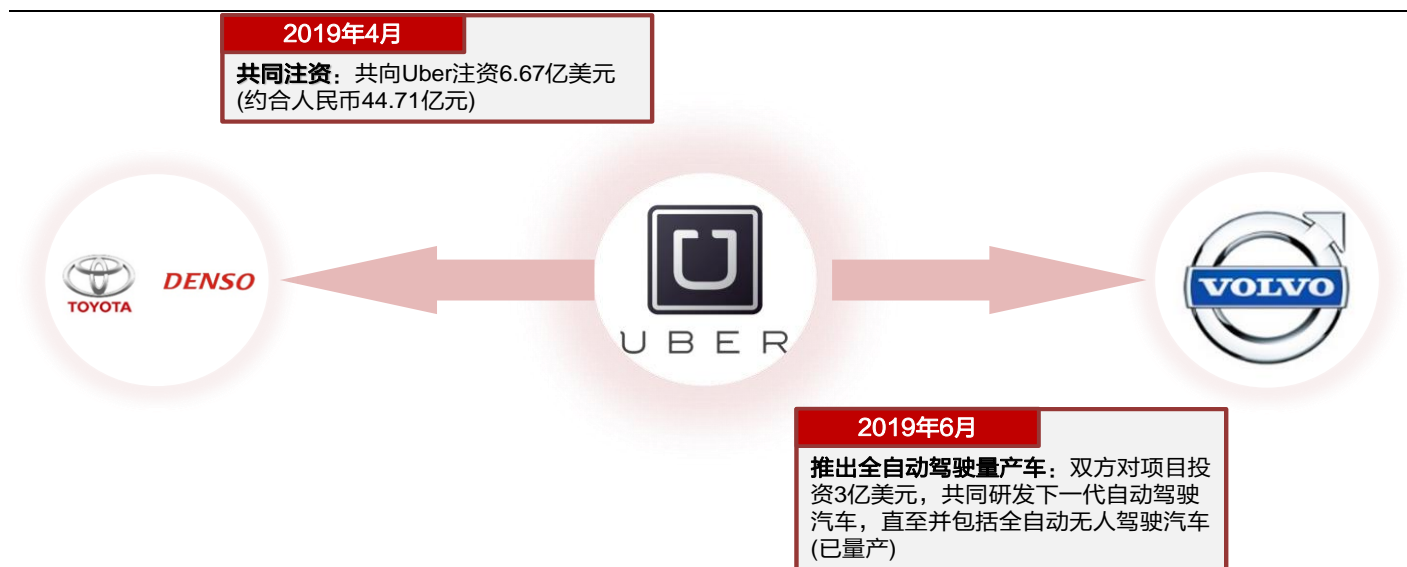 2019年4月
共同注资：共向Uber注资6.67亿美元
(约合人民币44.71亿元)
TOYOTA
DENSO
UBER
VOLVO
2019年6月
推出全自动驾驶量产车：双方对项目投
资3亿美元，共同研发下一代自动驾驶
汽车，直至并包括全自动无人驾驶汽车
(已量产)